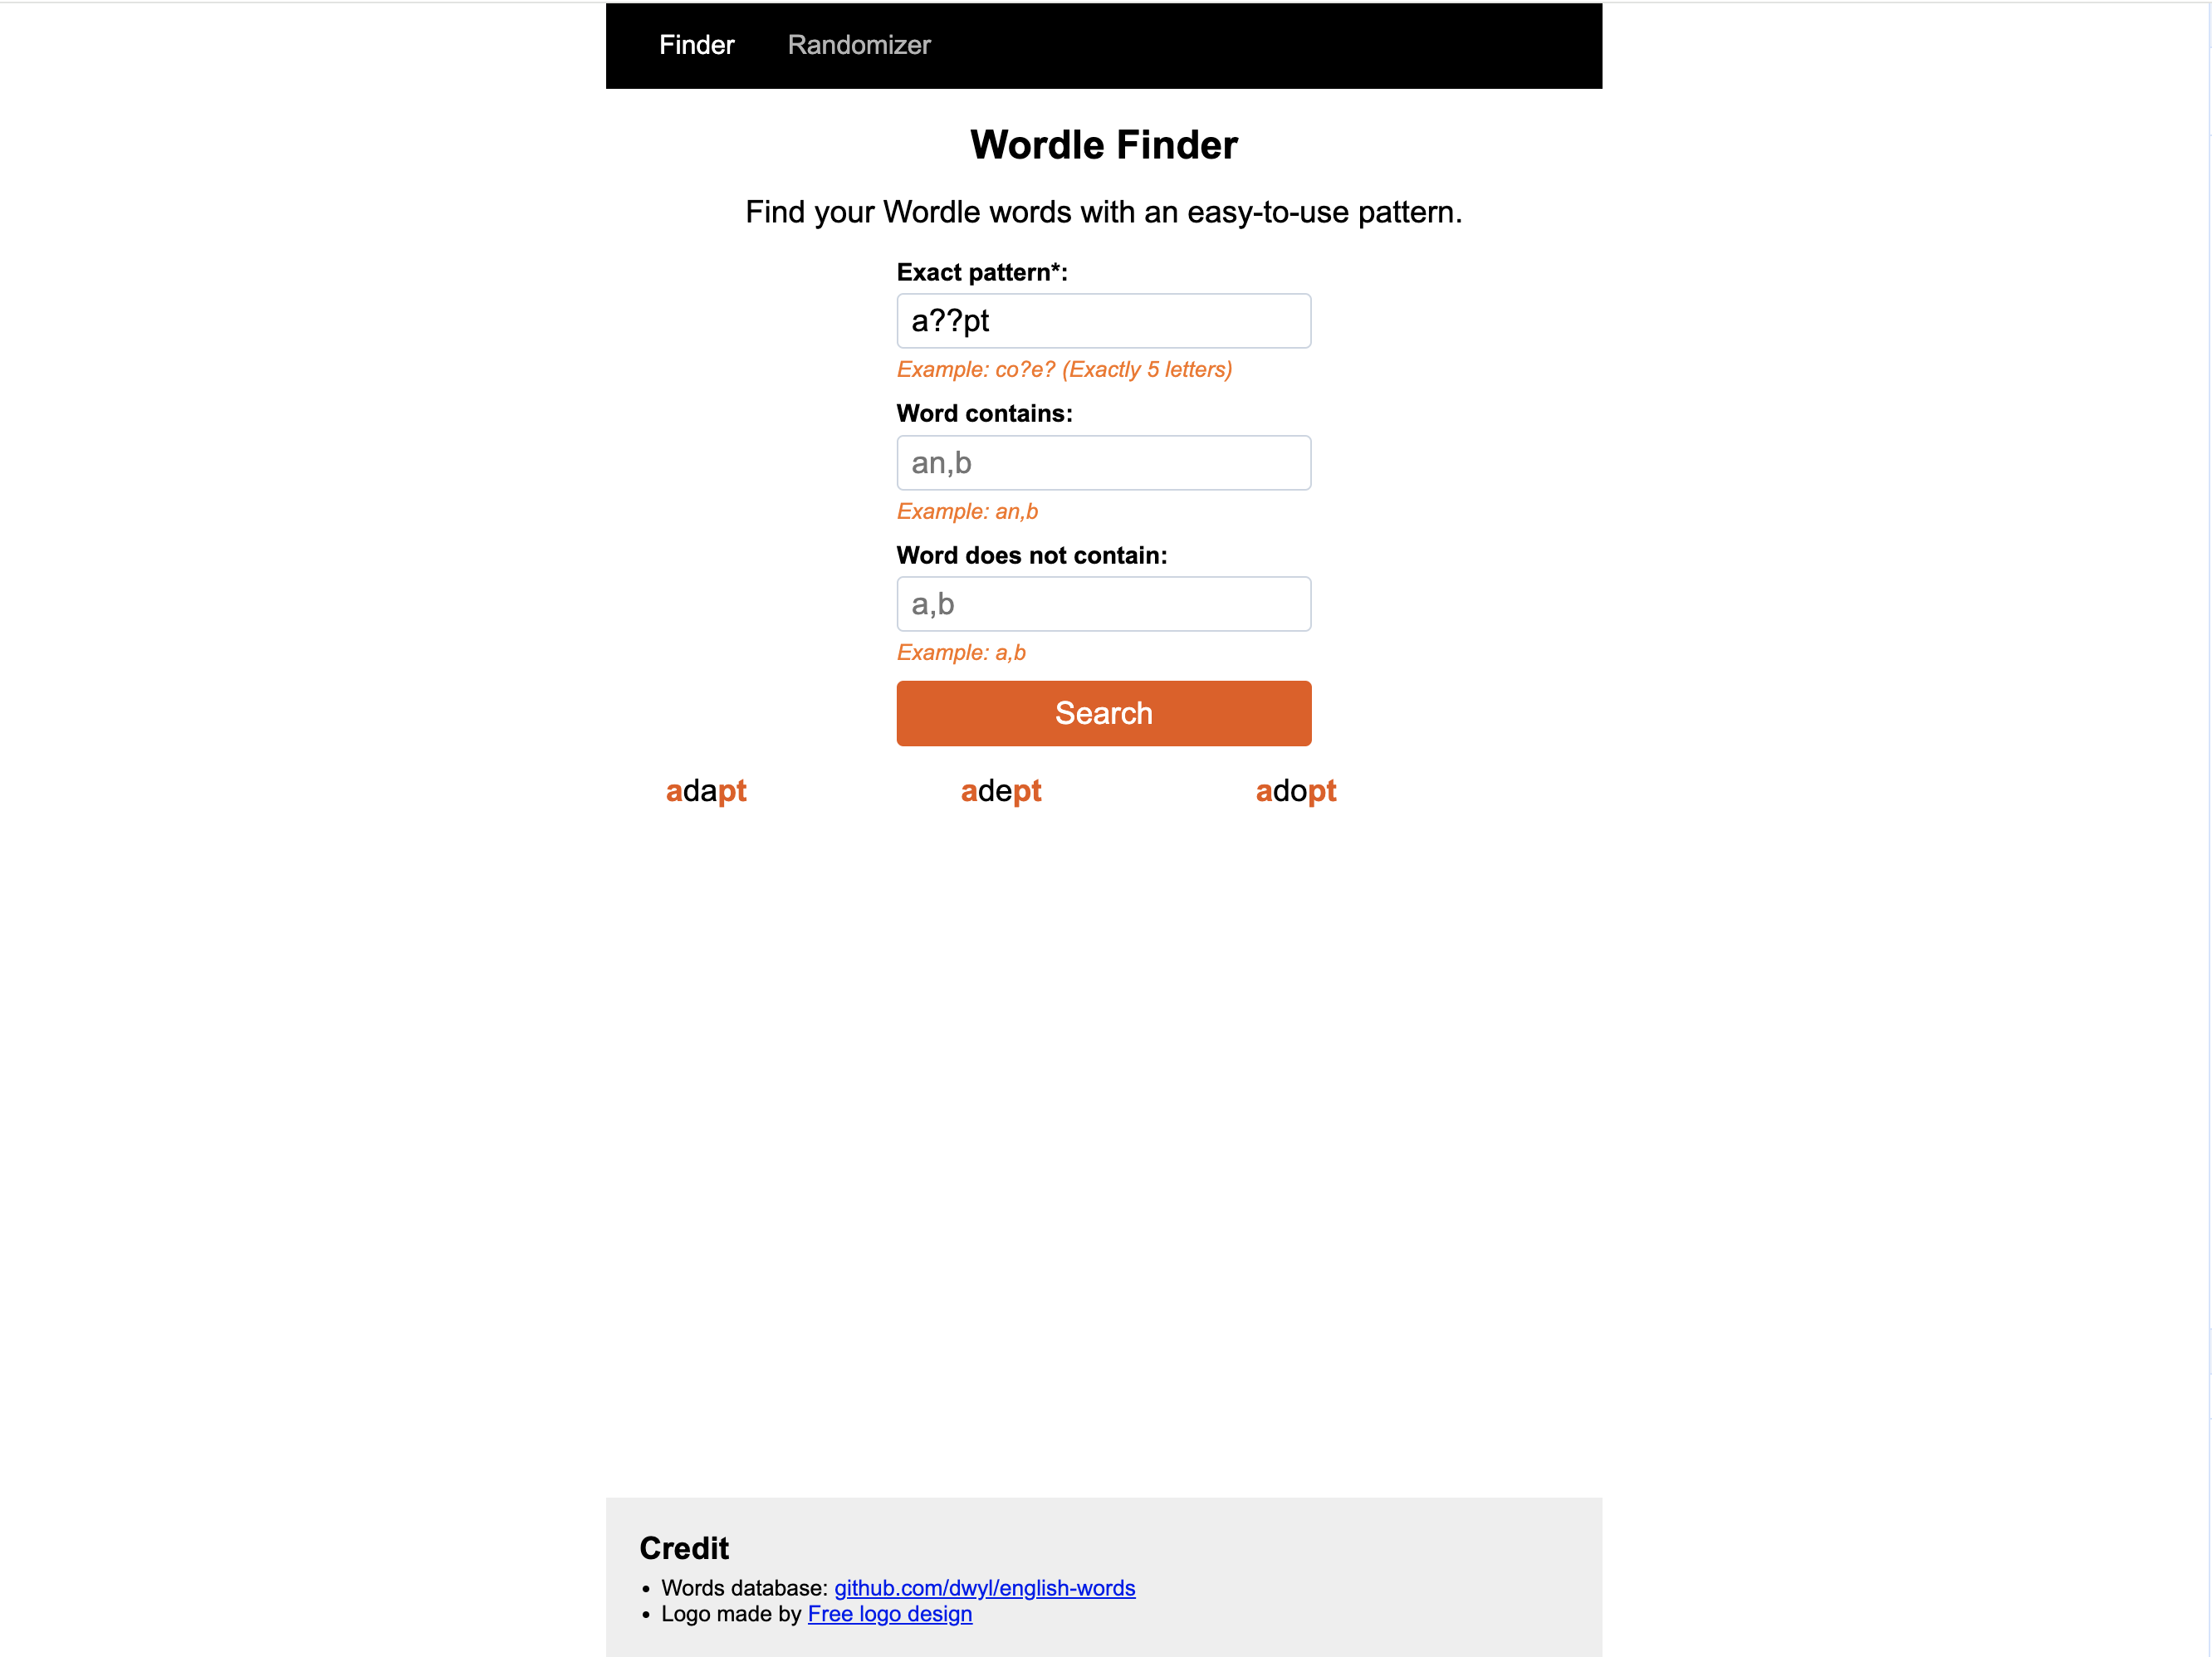 Finder Randomizer
Wordle Finder
Find your Wordle words with an easy-to-use pattern.
Exact pattern*:
a??pt
Example: co?e? (Exactly 5 letters)
Word contains:
an,b
Example: an,b
Word does not contain:
a,b
Example: a,b
Search
adapt adept adopt
Credit
• Words database: github.com/dwyl/english-words
• Logo made by Free logo design